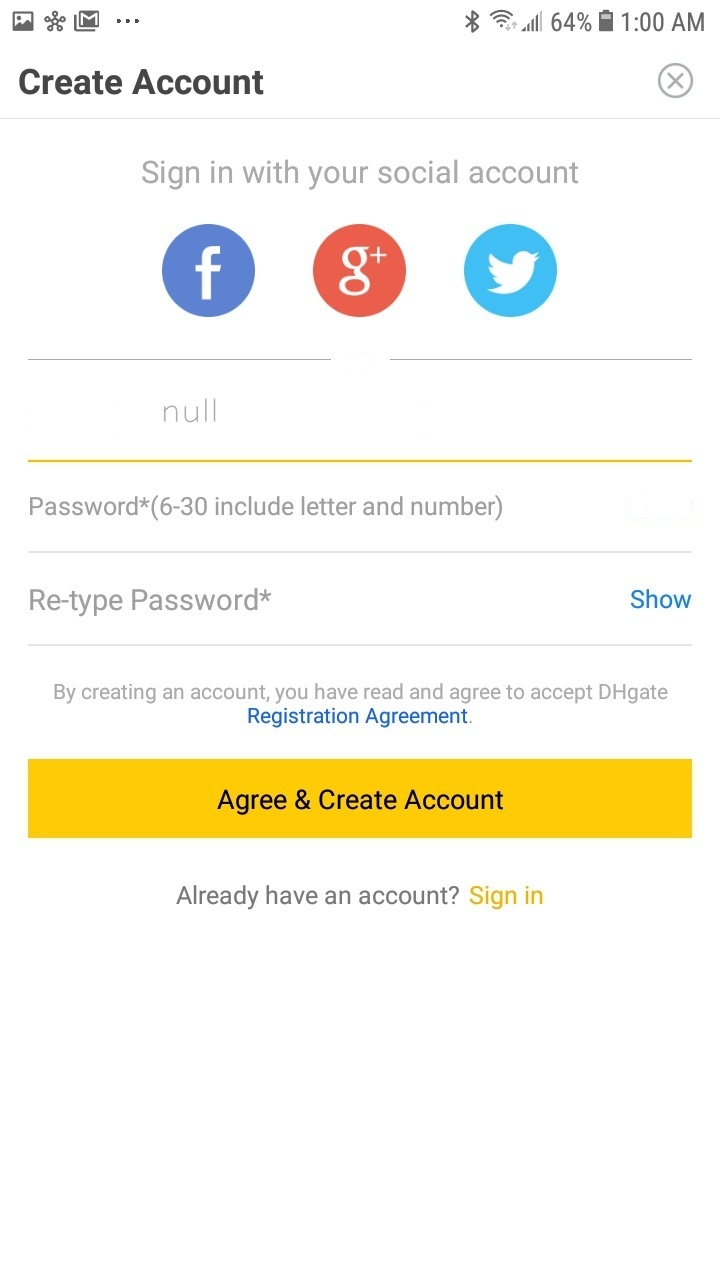 64% 1:00 AM
Create Account
Sign in with your social account
f g+
null
Password*(6-30 include letter and number)
Re-type Password* Show
By creating an account, you have read and agree to accept DHgate
Registration Agreement.
Agree & Create Account
Already have an account? Sign in